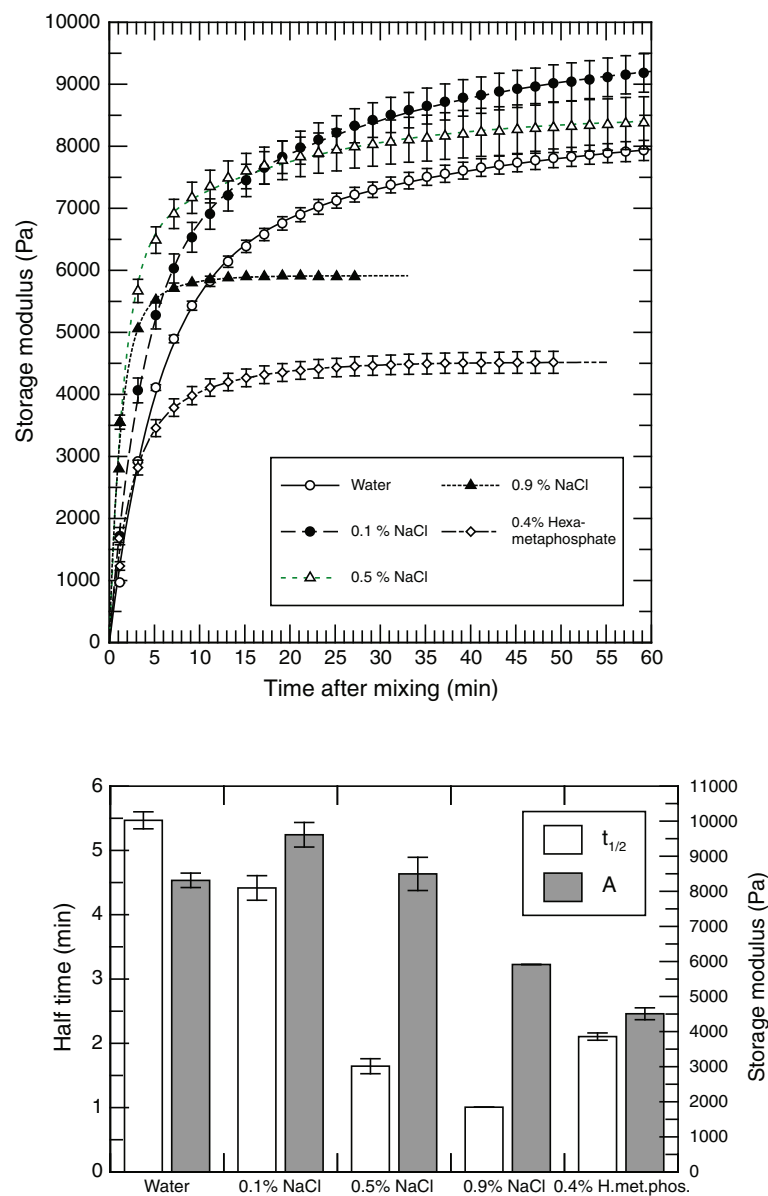 10000
9000
8000
7000
6000
5000
4000
3000
2000
1000
0
Storage modulus (Pa)
Water
0.1 % NaCl
0.5 % NaCl
0.9 % NaCl
0.4% Hexa-
metaphosphate
0 5 10 15 20 25 30 35 40 45 50 55 60
Time after mixing (min)
6
5
4
3
2
1
0
Half time (min)
t1/2
A
11000
10000
9000
8000
7000
6000
5000
4000
3000
2000
1000
0
Storage modulus (Pa)
Water 0.1% NaCl 0.5% NaCl 0.9% NaCl 0.4% H.met.phos.